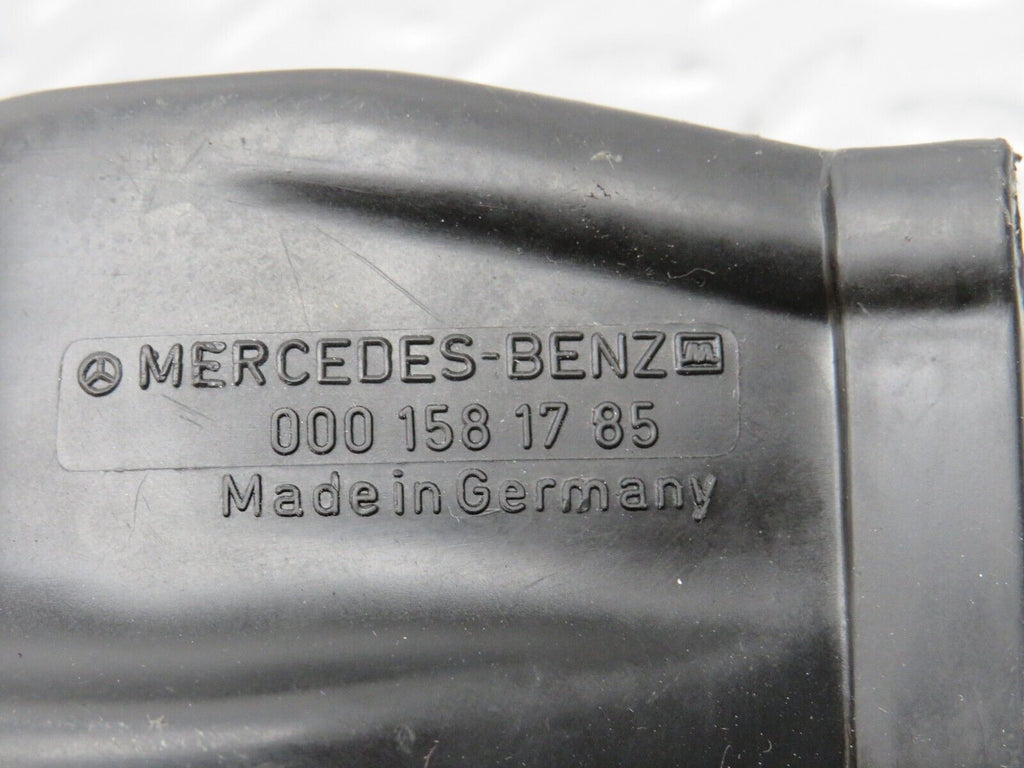 MERCEDES-BENZ M
000 158 17 85
Made in Germany